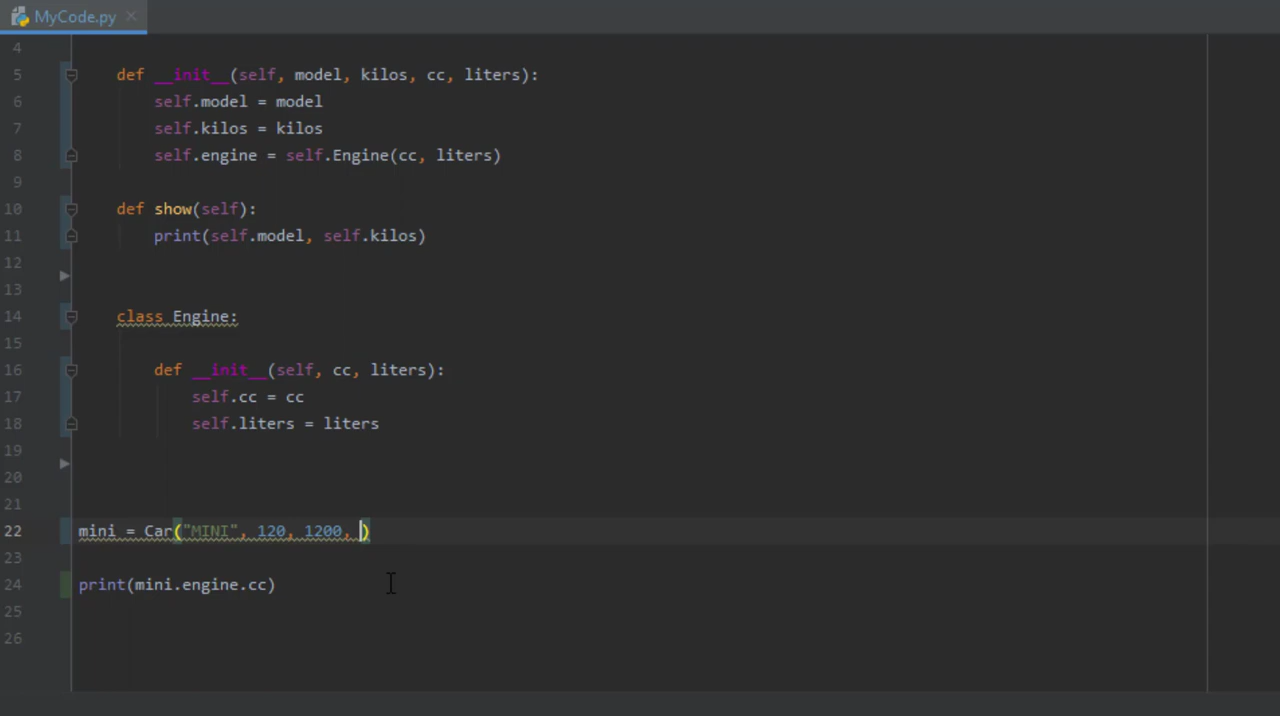 MyCode.py
4
5 def __init__(self, model, kilos, cc, liters):
6 self.model = model
7 self.kilos = kilos
8 self.engine = self.Engine(cc, liters)
9
10 def show(self):
11 print(self.model, self.kilos)
12
13
14 class Engine:
15
16 def __init__(self, cc, liters):
17 self.cc = cc
18 self.liters = liters
19
20
21
22 mini = Car("MINI", 120, 1200, )
23
24 print(mini.engine.cc)
25
26